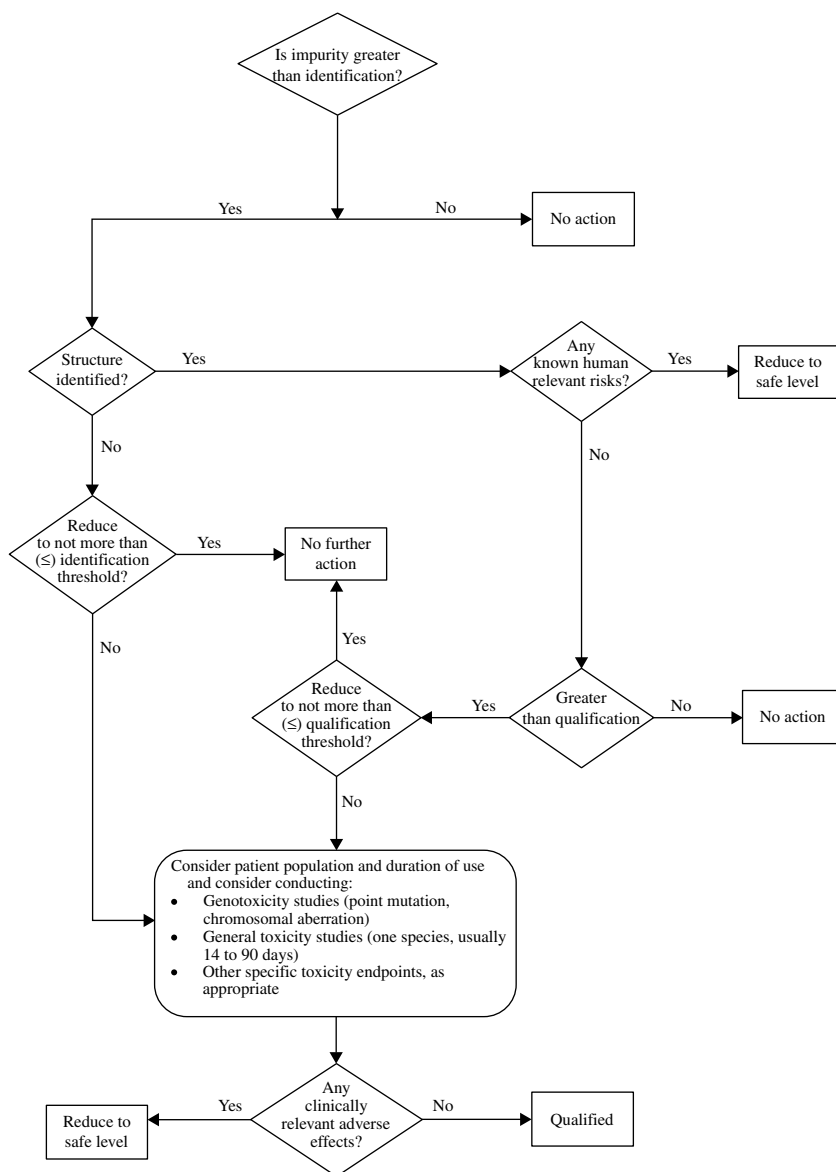 Is impurity greater
than identification?
Yes
No
No action
Structure
identified?
Yes
Any
known human
relevant risks?
Yes
Reduce to
safe level
No
No
Reduce
to not more than
(≤) identification
threshold?
Yes
No further
action
No
Yes
Reduce
to not more than
(≤) qualification
threshold?
Yes
Greater
than qualification
No
No action
No
Consider patient population and duration of use
and consider conducting:
• Genotoxicity studies (point mutation,
chromosomal aberration)
• General toxicity studies (one species, usually
14 to 90 days)
• Other specific toxicity endpoints, as
appropriate
Reduce to
safe level
Yes
Any
clinically
relevant adverse
effects?
No
Qualified